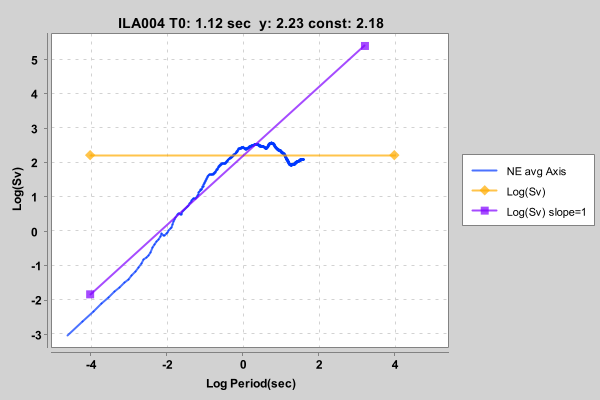 ILA004 T0: 1.12 sec  y: 2.23 const: 2.18
5
4
3
2
1
0
-1
-2
-3
Log(Sv)
-4
-2
0
2
4
Log Period(sec)
NE avg Axis
Log(Sv)
Log(Sv) slope=1